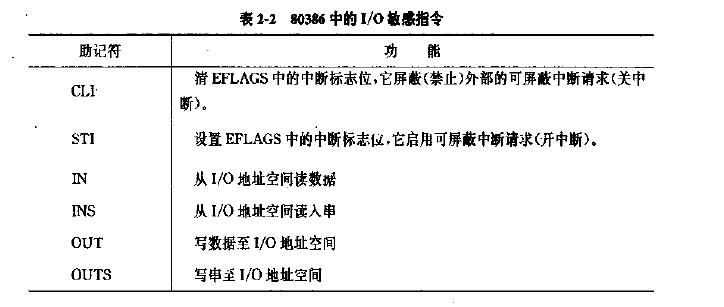 表 2-2 80386 中的 I/O 敏感指令
助记符 功 能
CLI 清 EFLAGS 中的中断标志位,它屏蔽(禁止)外部的可屏蔽中断请求(关中
断)。
STI 设置 EFLAGS 中的中断标志位,它启用可屏蔽中断请求(开中断)。
IN 从 I/O 地址空间读数据
INS 从 I/O 地址空间读入串
OUT 写数据至 I/O 地址空间
OUTS 写串至 I/O 地址空间